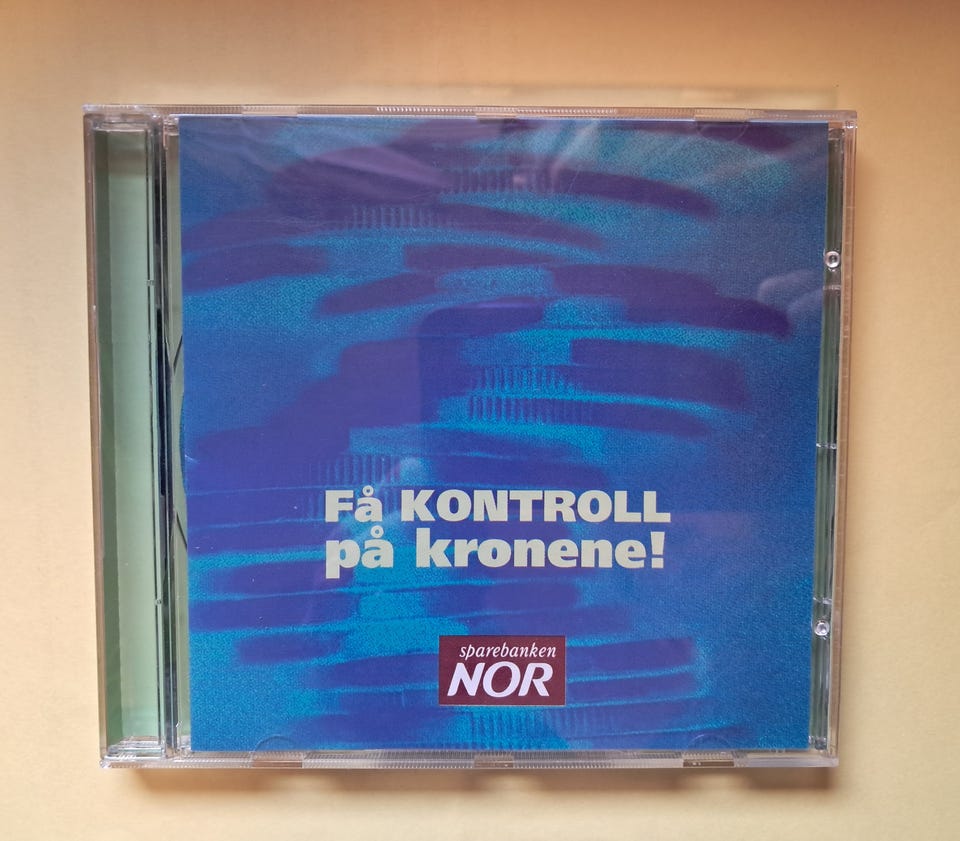 Få KONTROLL
på kronene!
sparebanken
NOR